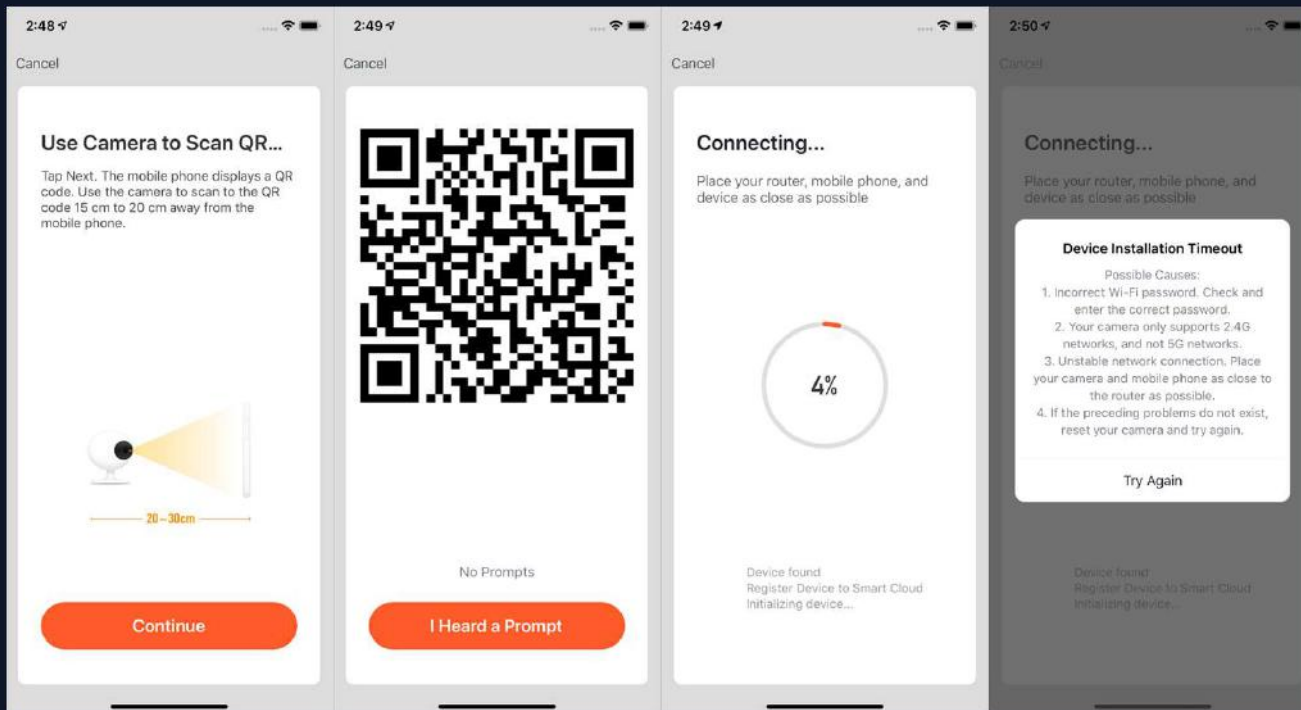 2:48
Cancel
Use Camera to Scan QR...
Tap Next. The mobile phone displays a QR
code. Use the camera to scan to the QR
code 15 cm to 20 cm away from the
mobile phone.
20~30cm
Continue
2:49
Cancel
No Prompts
I Heard a Prompt
2:49
Cancel
Connecting...
Place your router, mobile phone, and
device as close as possible
4%
Device found
Register Device to Smart Cloud
Initializing device...
2:50
Cancel
Connecting...
Place your router, mobile phone, and
device as close as possible
Device Installation Timeout
Possible Causes:
1. Incorrect Wi-Fi password. Check and
enter the correct password.
2. Your camera only supports 2.4G
networks, and not 5G networks.
3. Unstable network connection. Place
your camera and mobile phone as close to
the router as possible.
4. If the preceding problems do not exist,
reset your camera and try again.
Try Again
Device found
Register Device to Smart Cloud
Initializing device...